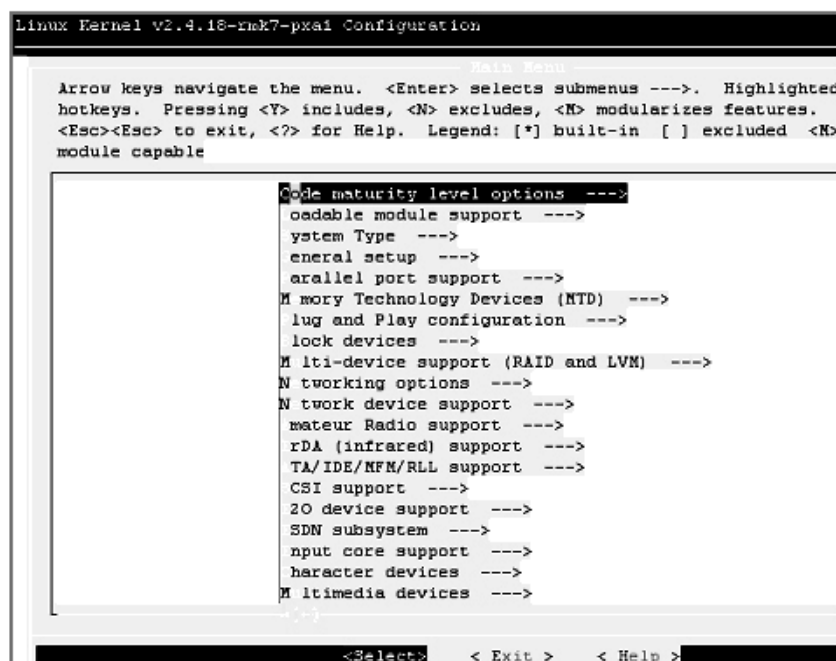 Linux Kernel v2.4.18-rmk7-pxa1 Configuration
Main Menu
Arrow keys navigate the menu. <Enter> selects submenus --->. Highlighted
hotkeys. Pressing <Y> includes, <N> excludes, <M> modularizes features.
<Esc><Esc> to exit, <?> for Help. Legend: [*] built-in [ ] excluded <M>
module capable
Code maturity level options --->
oadable module support --->
ystem Type --->
eneral setup --->
arallel port support --->
M mory Technology Devices (MTD) --->
lug and Play configuration --->
lock devices --->
M lti-device support (RAID and LVM) --->
N tworking options --->
N twork device support --->
mateur Radio support --->
rDA (infrared) support --->
TA/IDE/MFM/RLL support --->
CSI support --->
2O device support --->
SDN subsystem --->
nput core support --->
haracter devices --->
M ltimedia devices --->
<Select> < Exit > < Help >